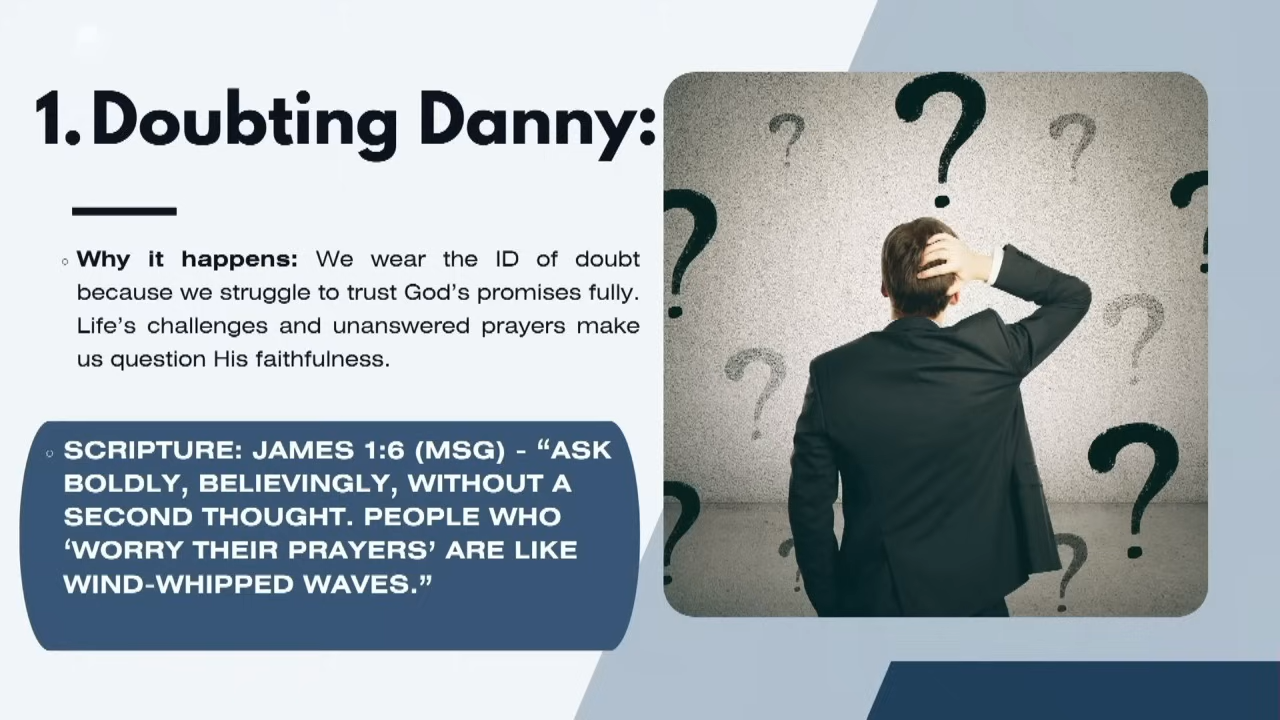 1. Doubting Danny:
◦ Why it happens: We wear the ID of doubt
because we struggle to trust God’s promises fully.
Life’s challenges and unanswered prayers make
us question His faithfulness.
◦ SCRIPTURE: JAMES 1:6 (MSG) - “ASK
BOLDLY, BELIEVINGLY, WITHOUT A
SECOND THOUGHT. PEOPLE WHO
‘WORRY THEIR PRAYERS’ ARE LIKE
WIND-WHIPPED WAVES.”